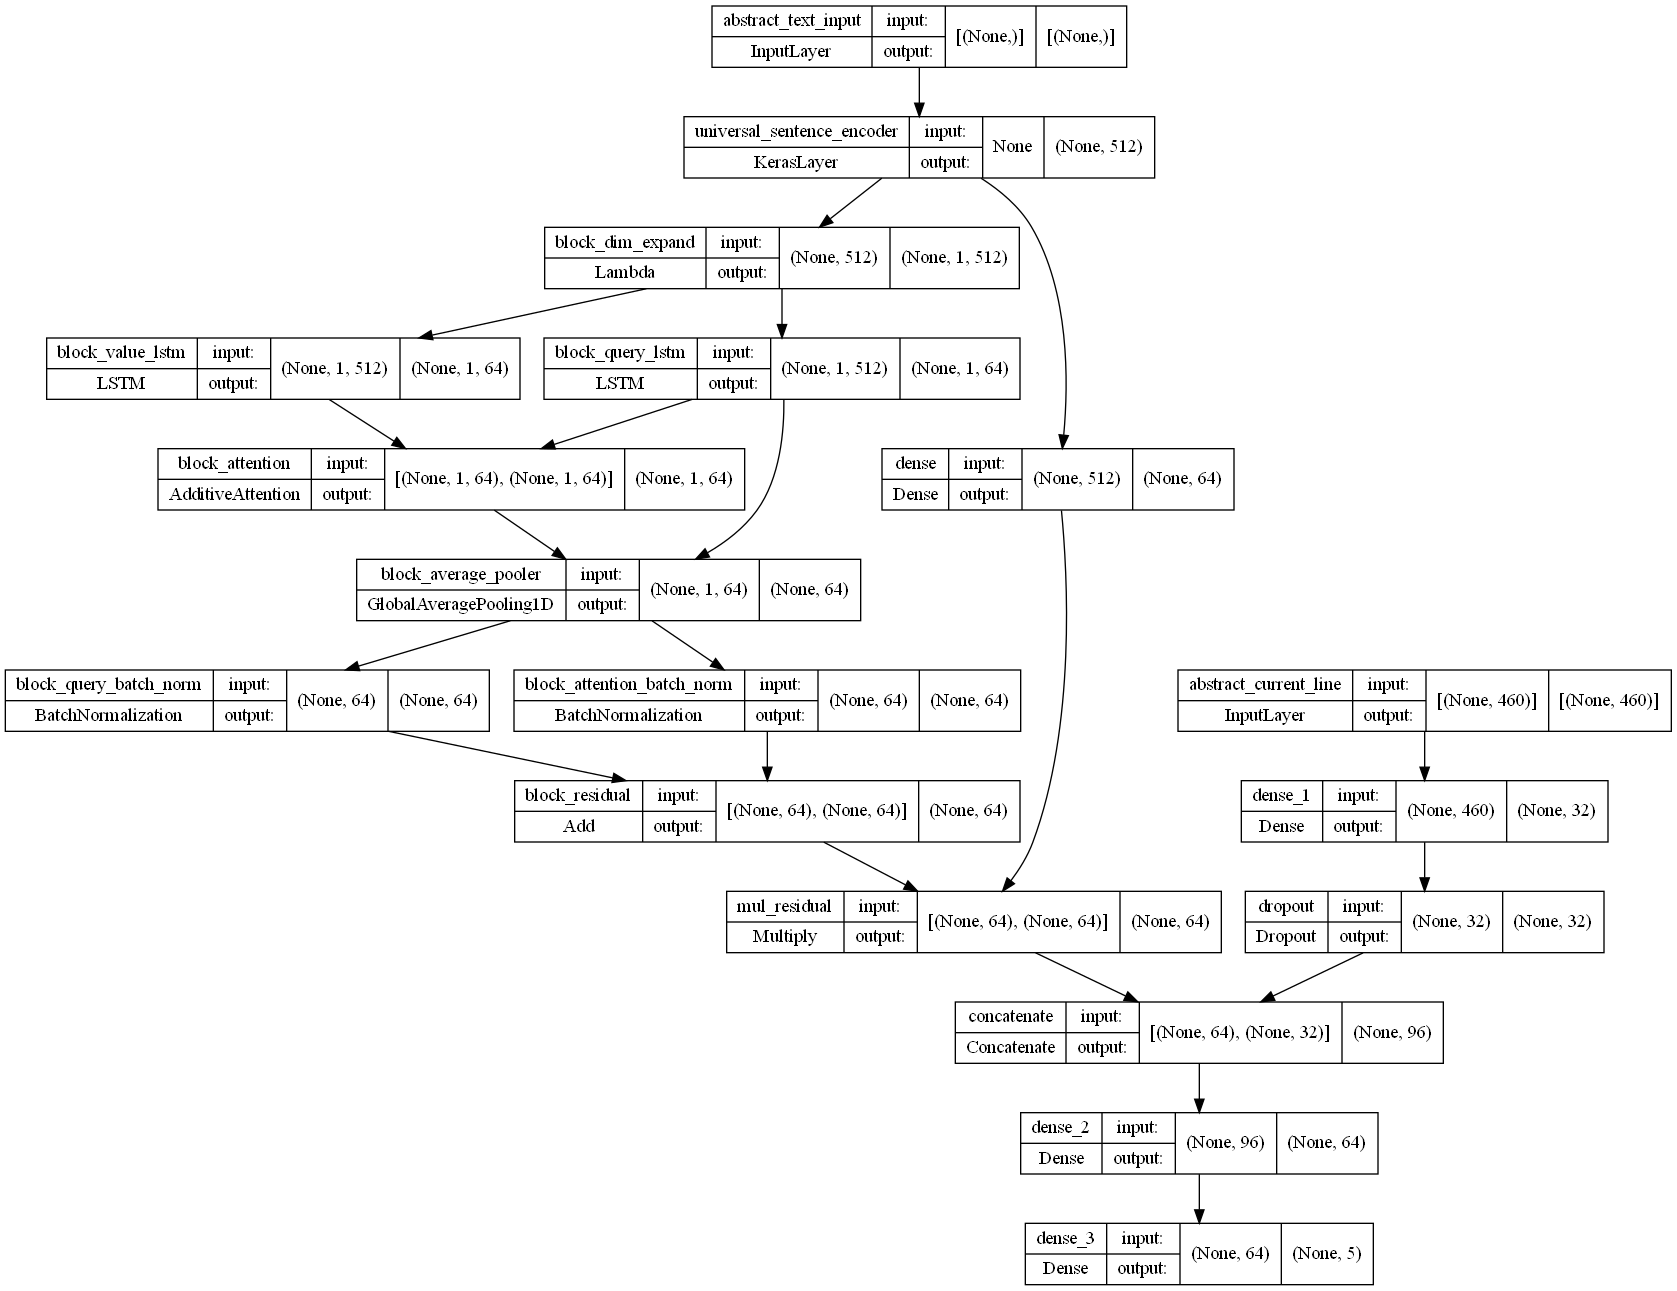 abstract_text_input input: [(None,)] [(None,)]
InputLayer output:
universal_sentence_encoder input: None (None, 512)
KerasLayer output:
block_dim_expand input: (None, 512) (None, 1, 512)
Lambda output:
block_value_lstm input: (None, 1, 512) (None, 1, 64)
LSTM output:
block_query_lstm input: (None, 1, 512) (None, 1, 64)
LSTM output:
block_attention input: [(None, 1, 64), (None, 1, 64)] (None, 1, 64)
AdditiveAttention output:
dense input: (None, 512) (None, 64)
Dense output:
block_average_pooler input: (None, 1, 64) (None, 64)
GlobalAveragePooling1D output:
block_query_batch_norm input: (None, 64) (None, 64)
BatchNormalization output:
block_attention_batch_norm input: (None, 64) (None, 64)
BatchNormalization output:
abstract_current_line input: [(None, 460)] [(None, 460)]
InputLayer output:
block_residual input: [(None, 64), (None, 64)] (None, 64)
Add output:
dense_1 input: (None, 460) (None, 32)
Dense output:
mul_residual input: [(None, 64), (None, 64)] (None, 64)
Multiply output:
dropout input: (None, 32) (None, 32)
Dropout output:
concatenate input: [(None, 64), (None, 32)] (None, 96)
Concatenate output:
dense_2 input: (None, 96) (None, 64)
Dense output:
dense_3 input: (None, 64) (None, 5)
Dense output: